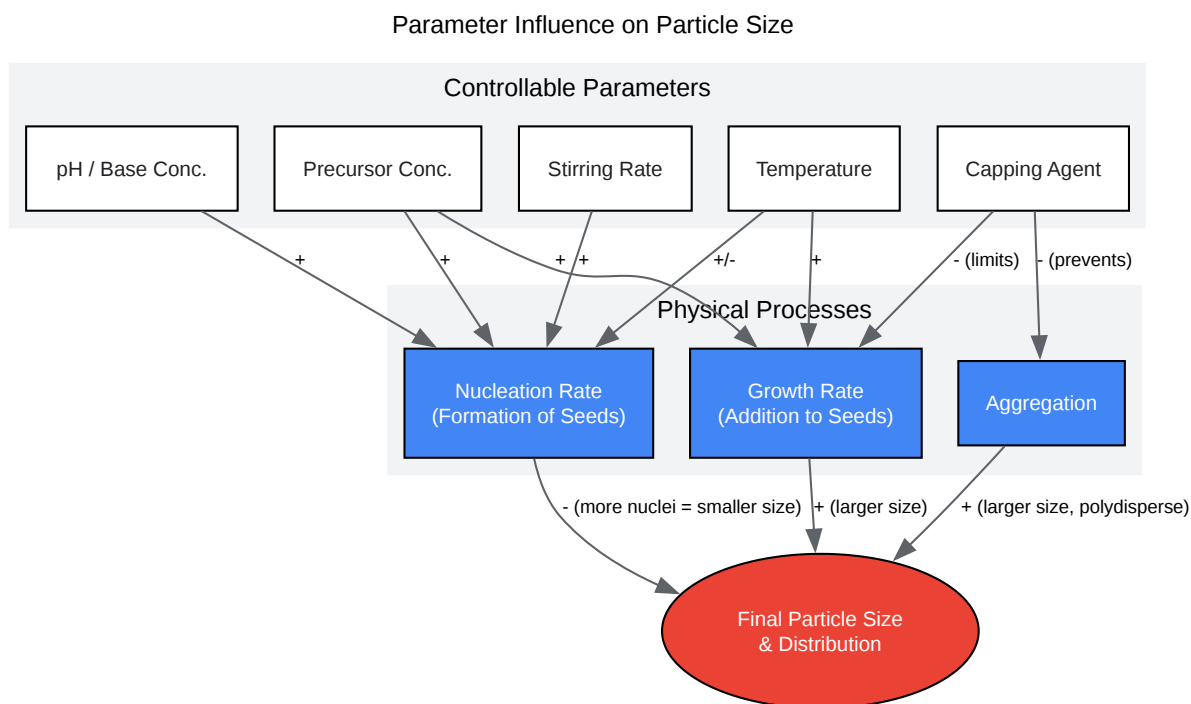 Parameter Influence on Particle Size
Controllable Parameters
pH / Base Conc.
Precursor Conc.
Stirring Rate
Temperature
Capping Agent
+
+
+
+
+/-
+
- (limits)
- (prevents)
Physical Processes
Nucleation Rate
(Formation of Seeds)
Growth Rate
(Addition to Seeds)
Aggregation
- (more nuclei = smaller size)
+ (larger size)
+ (larger size, polydisperse)
Final Particle Size
& Distribution